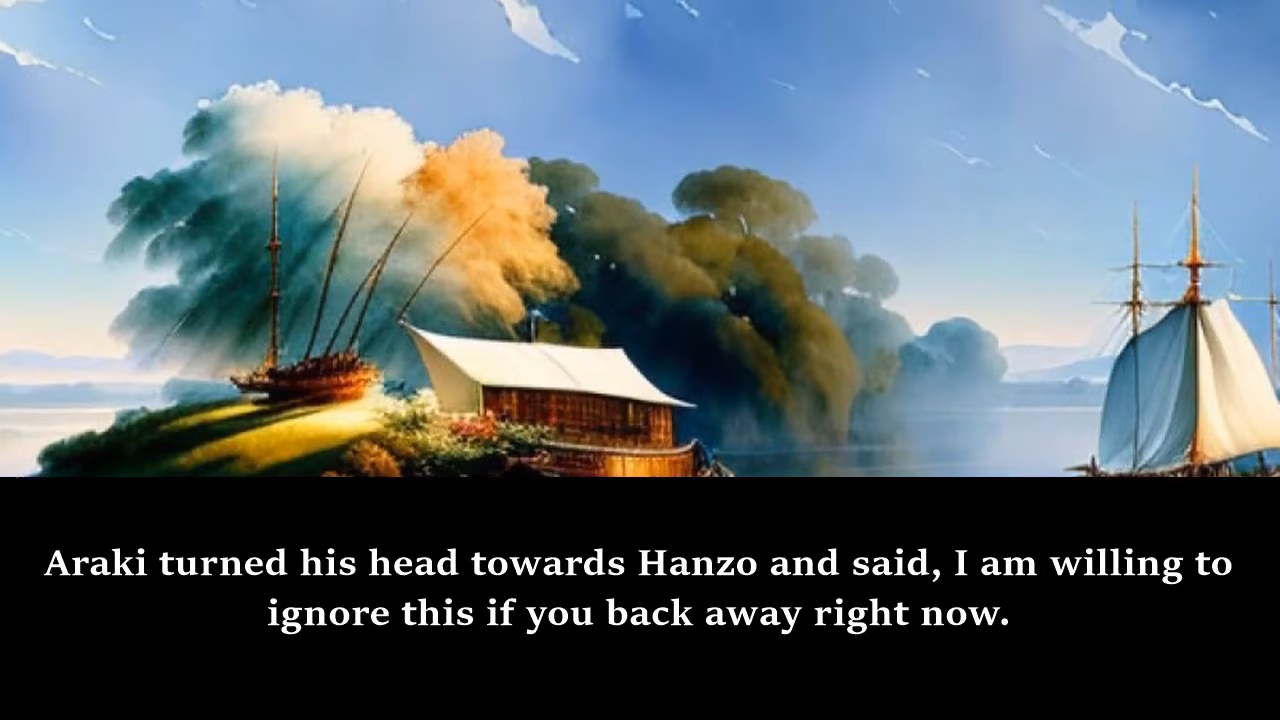 Araki turned his head towards Hanzo and said, I am willing to
ignore this if you back away right now.